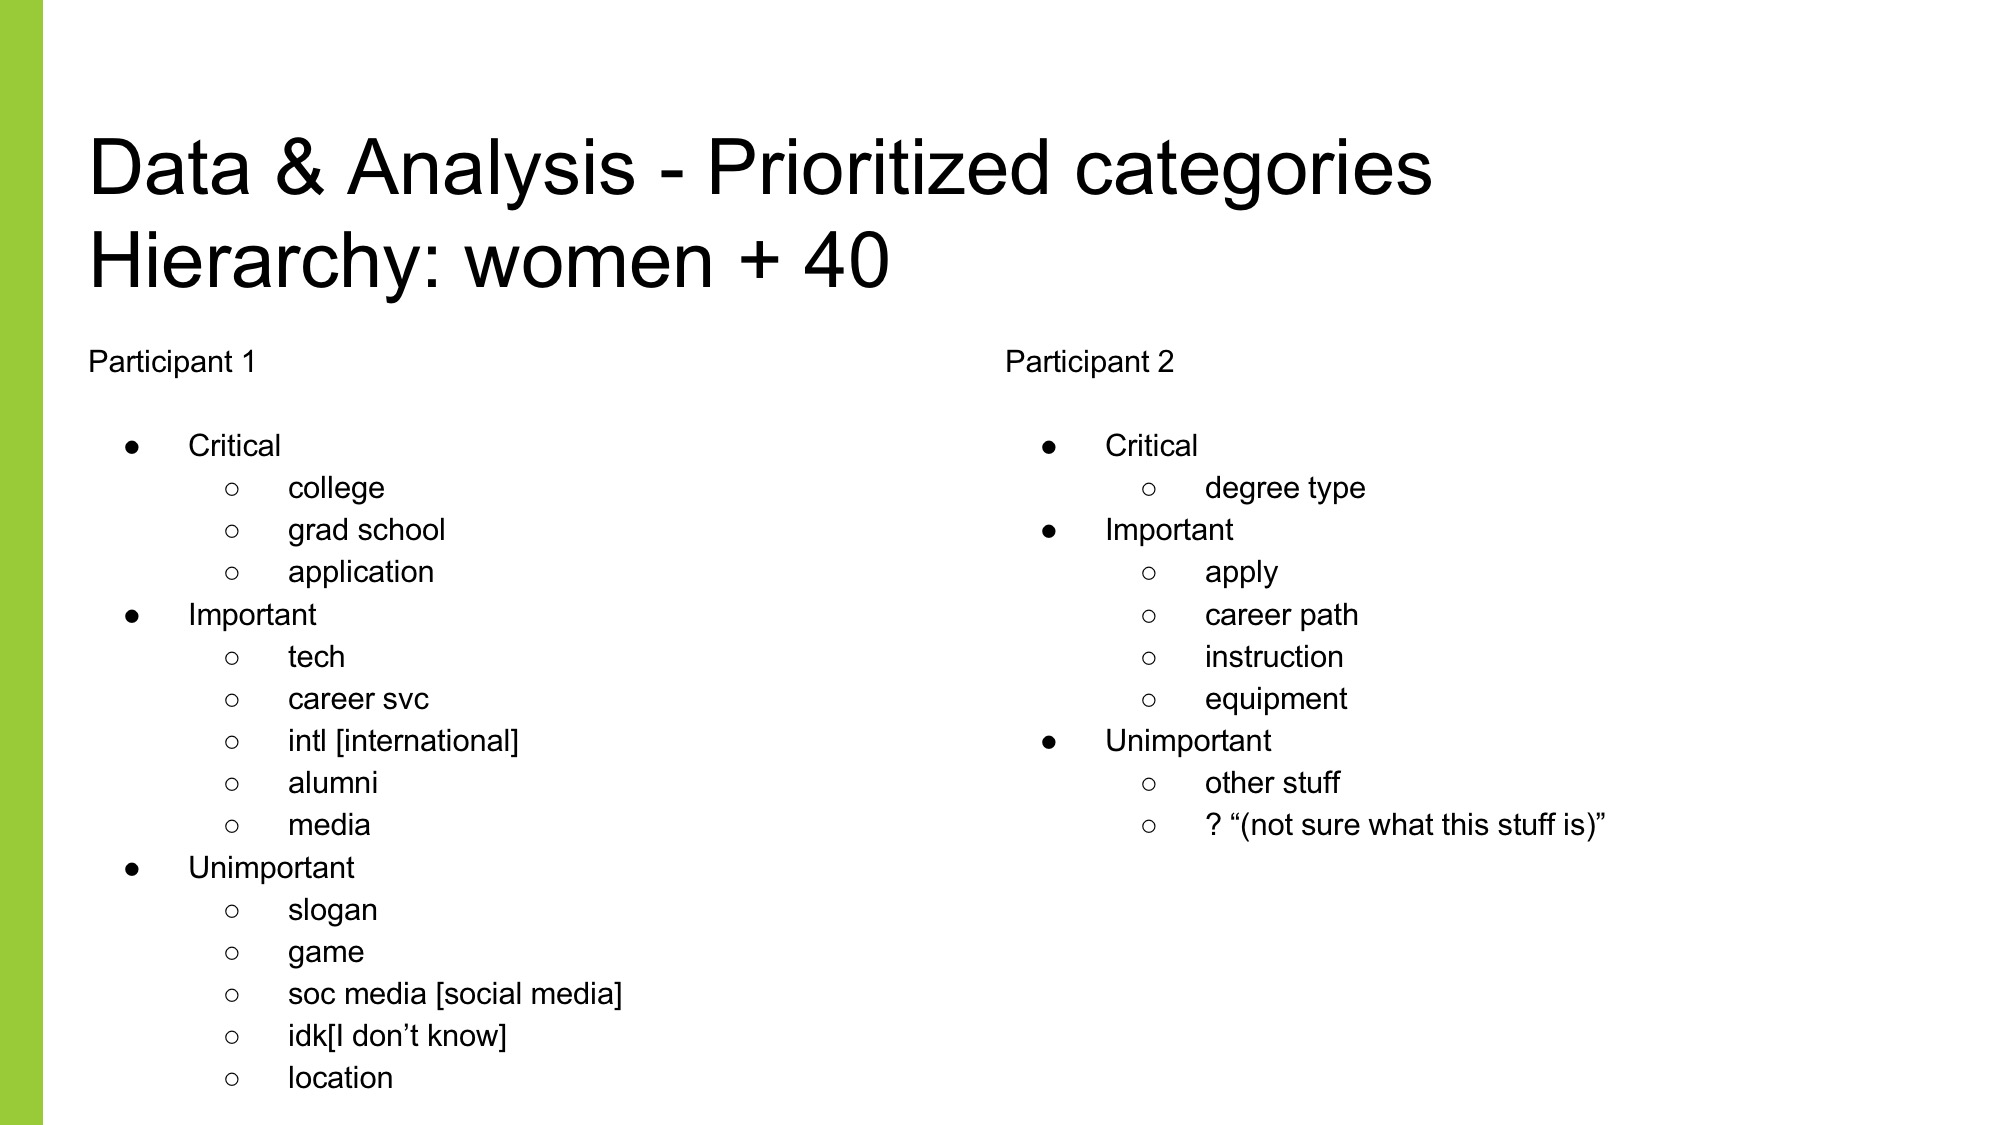 Data & Analysis - Prioritized categories
Hierarchy: women + 40
Participant 1
● Critical
○ college
○ grad school
○ application
● Important
○ tech
○ career svc
○ intl [international]
○ alumni
○ media
● Unimportant
○ slogan
○ game
○ soc media [social media]
○ idk[I don’t know]
○ location
Participant 2
● Critical
○ degree type
● Important
○ apply
○ career path
○ instruction
○ equipment
● Unimportant
○ other stuff
○ ? “(not sure what this stuff is)”